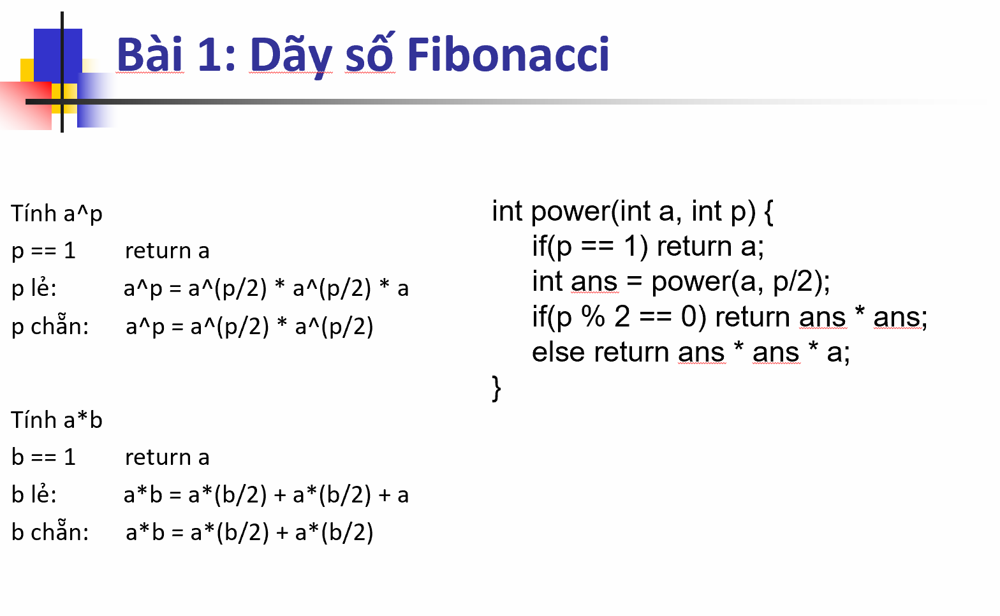 Bài 1: Dãy số Fibonacci
Tính a^p
p == 1 return a
p lẻ: a^p = a^(p/2) * a^(p/2) * a
p chẵn: a^p = a^(p/2) * a^(p/2)
Tính a*b
b == 1 return a
b lẻ: a*b = a*(b/2) + a*(b/2) + a
b chẵn: a*b = a*(b/2) + a*(b/2)
int power(int a, int p) {
if(p == 1) return a;
int ans = power(a, p/2);
if(p % 2 == 0) return ans * ans;
else return ans * ans * a;
}